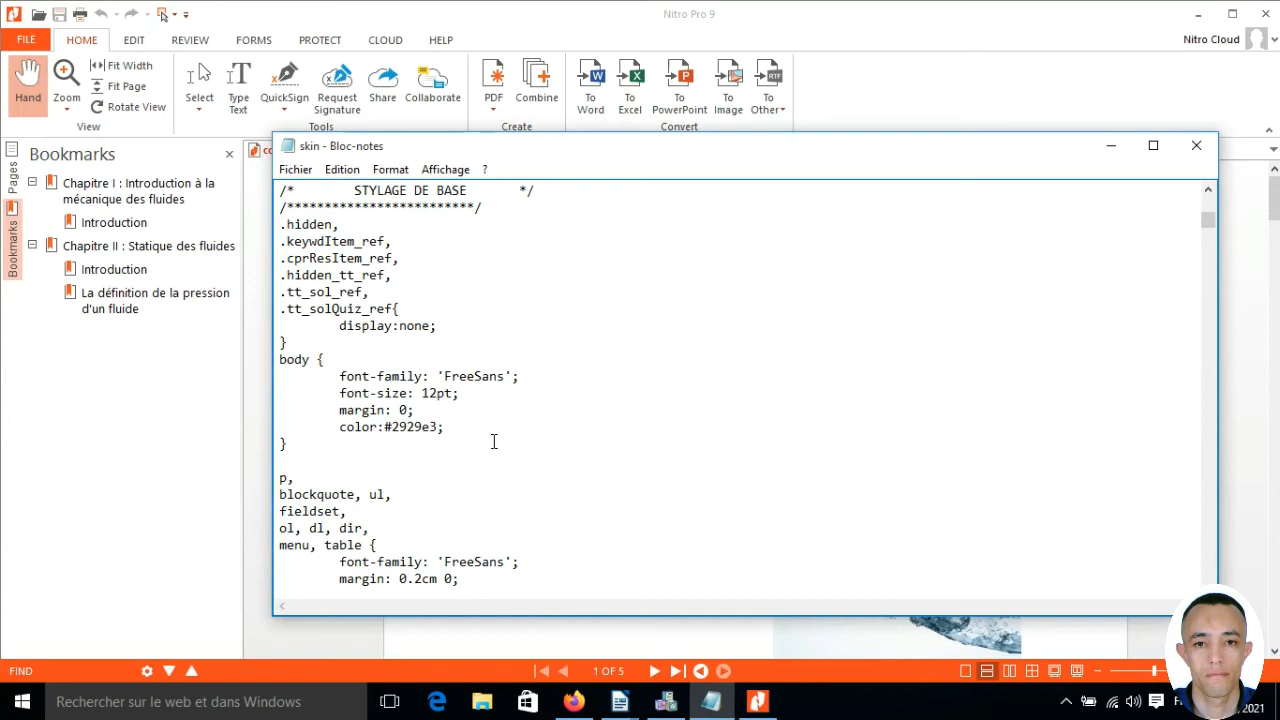 Nitro Pro 9
FILE HOME EDIT REVIEW FORMS PROTECT CLOUD HELP
Nitro Cloud
Hand
Zoom
Fit Width
Fit Page
Rotate View
View
Select
Type Text
QuickSign
Request Signature
Share
Collaborate
Tools
PDF
Combine
Create
To Word
To Excel
To PowerPoint
To Image
To Other
Convert
Pages
Bookmarks
Bookmarks
Chapitre I : Introduction à la
mécanique des fluides
Introduction
Chapitre II : Statique des fluides
Introduction
La définition de la pression
d'un fluide
skin - Bloc-notes
Fichier Edition Format Affichage ?
/* STYLAGE DE BASE */
/*************************/
.hidden,
.keywdItem_ref,
.cprResItem_ref,
.hidden_tt_ref,
.tt_sol_ref,
.tt_solQuiz_ref{
display:none;
}
body {
font-family: 'FreeSans';
font-size: 12pt;
margin: 0;
color:#2929e3;
}
p,
blockquote, ul,
fieldset,
ol, dl, dir,
menu, table {
font-family: 'FreeSans';
margin: 0.2cm 0;
FIND
1 OF 5
Rechercher sur le web et dans Windows
2021